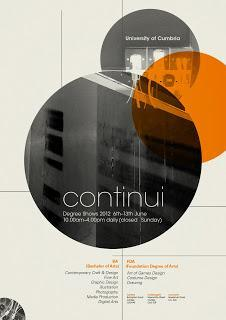 University of Cumbria
continui
Degree Shows 2012 6th-13th June
10.00am-4.00pm daily (closed Sunday)
BA
(Bachelor of Arts)
Contemporary Craft & Design
Fine Art
Graphic Design
Illustration
Photography
Media Production
Digital Arts
FDA
(Foundation Degree of Arts)
Art of Games Design
Costume Design
Drawing